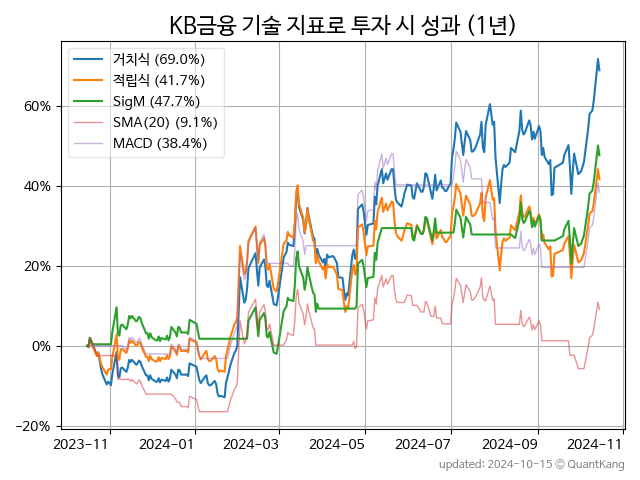 KB금융 기술 지표로 투자 시 성과 (1년)
거치식 (69.0%)
적립식 (41.7%)
SigM (47.7%)
SMA(20) (9.1%)
MACD (38.4%)
60%
40%
20%
0%
−20%
2023−11
2024−01
2024−03
2024−05
2024−07
2024−09
2024−11
updated: 2024-10-15 © QuantKang